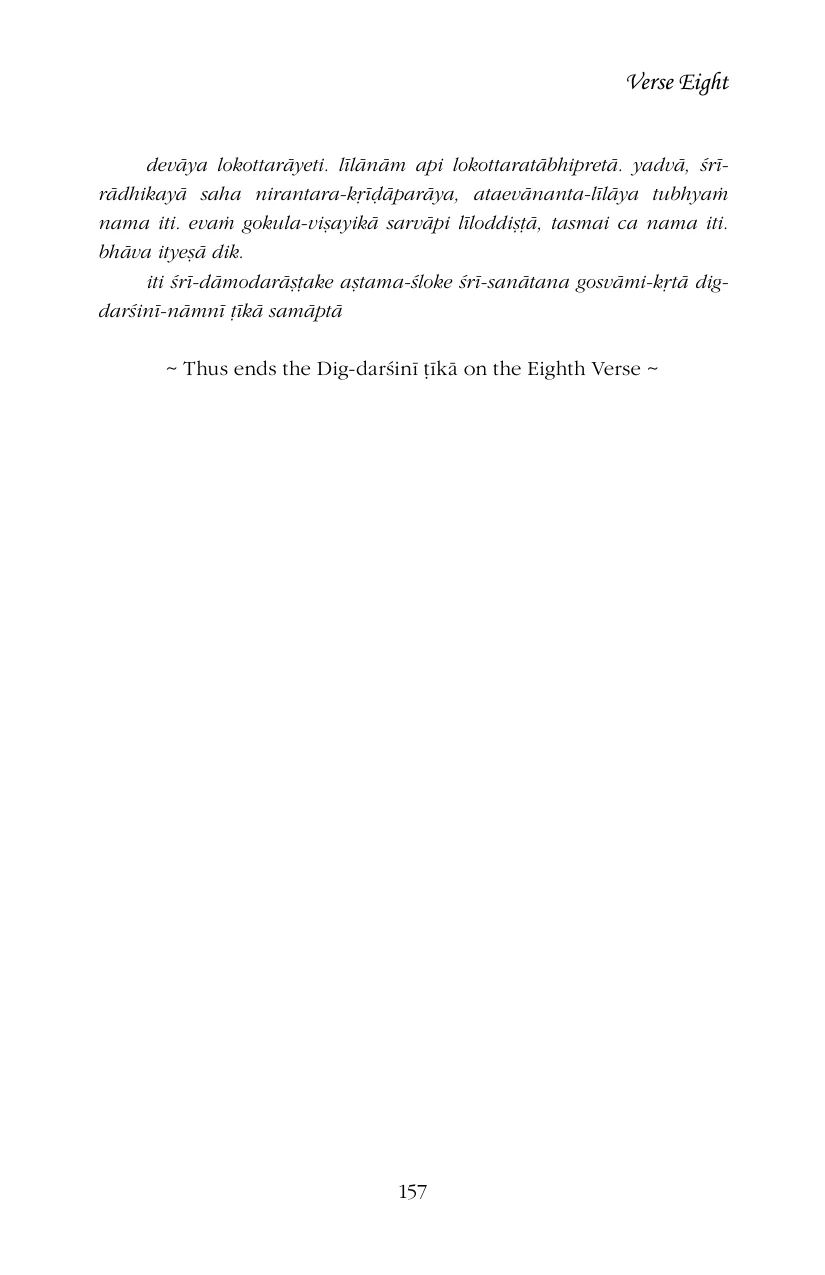 Verse Eight
devāya lokottarāyeti. līlānām api lokottaratābhipretā. yadvā, śrī-
rādhikayā saha nirantara-kṛīḍāparāya, ataevānanta-līlāya tubhyaṁ
nama iti. evaṁ gokula-viṣayikā sarvāpi līloddiṣṭā, tasmai ca nama iti.
bhāva ityeṣā dik.
iti śrī-dāmodarāṣṭake aṣtama-śloke śrī-sanātana gosvāmi-kṛtā dig-
darśinī-nāmnī ṭīkā samāptā
~ Thus ends the Dig-darśinī ṭīkā on the Eighth Verse ~
157